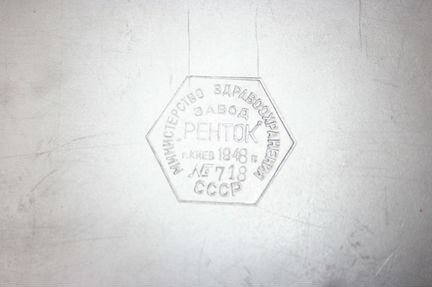 МИНИСТЕРСТВО ЗДРАВООХРАНЕНИЯ
ЗАВОД
"РЕНТОК"
г. КИЕВ 1948 г.
№ 718
СССР